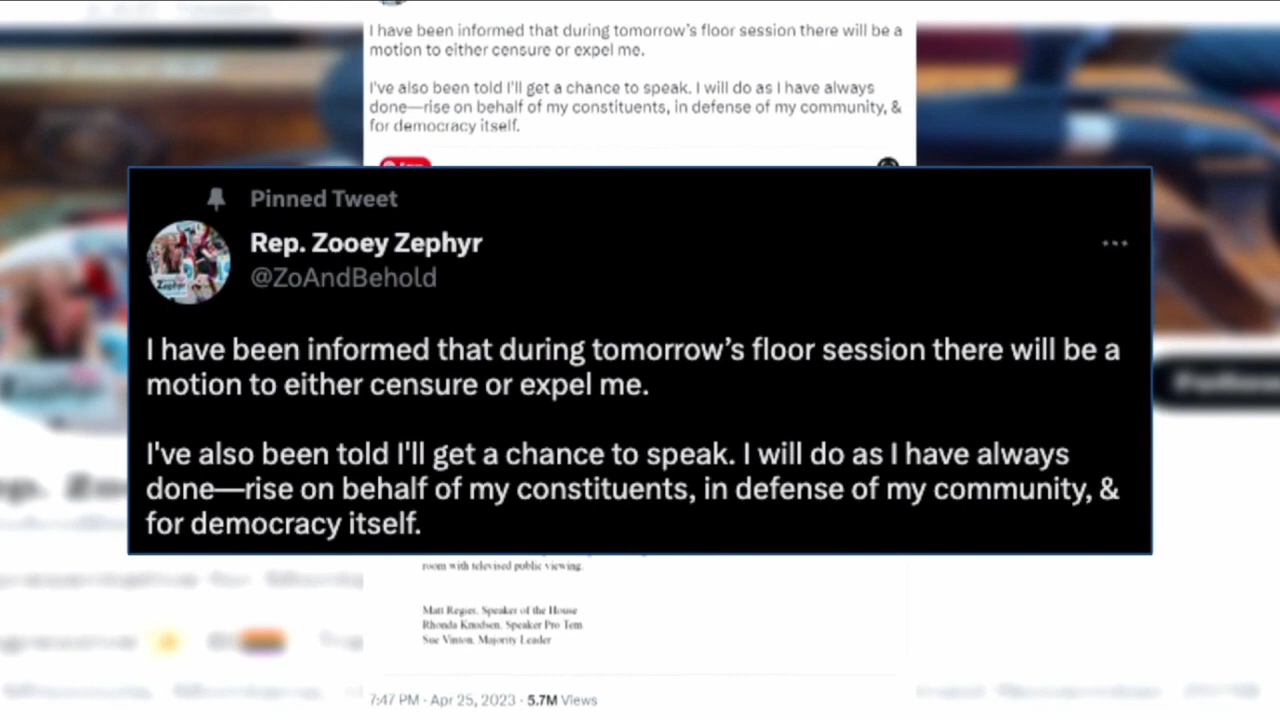 I have been informed that during tomorrow’s floor session there will be a
motion to either censure or expel me.
I've also been told I'll get a chance to speak. I will do as I have always
done—rise on behalf of my constituents, in defense of my community, &
for democracy itself.
Pinned Tweet
Rep. Zooey Zephyr
@ZoAndBehold
I have been informed that during tomorrow’s floor session there will be a
motion to either censure or expel me.
I've also been told I'll get a chance to speak. I will do as I have always
done—rise on behalf of my constituents, in defense of my community, &
for democracy itself.
room with televised public viewing.
Matt Regier, Speaker of the House
Rhonda Knudsen, Speaker Pro Tem
Sue Vinton, Majority Leader
7:47 PM · Apr 25, 2023 · 5.7M Views